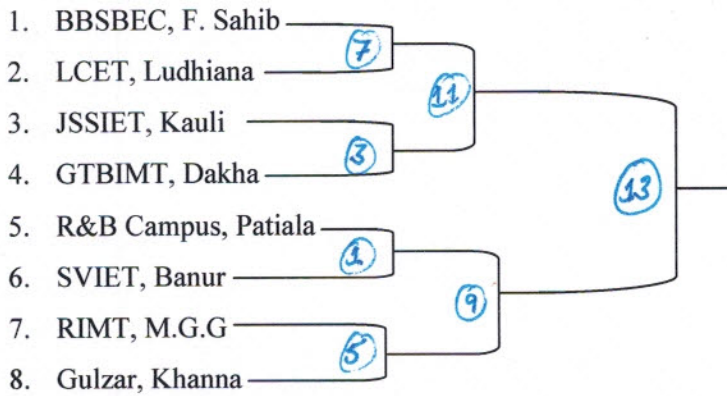 1. BBSBEC, F. Sahib
7
2. LCET, Ludhiana
11
3. JSSIET, Kauli
3
4. GTBIMT, Dakha
13
5. R&B Campus, Patiala
1
6. SVIET, Banur
9
7. RIMT, M.G.G
5
8. Gulzar, Khanna